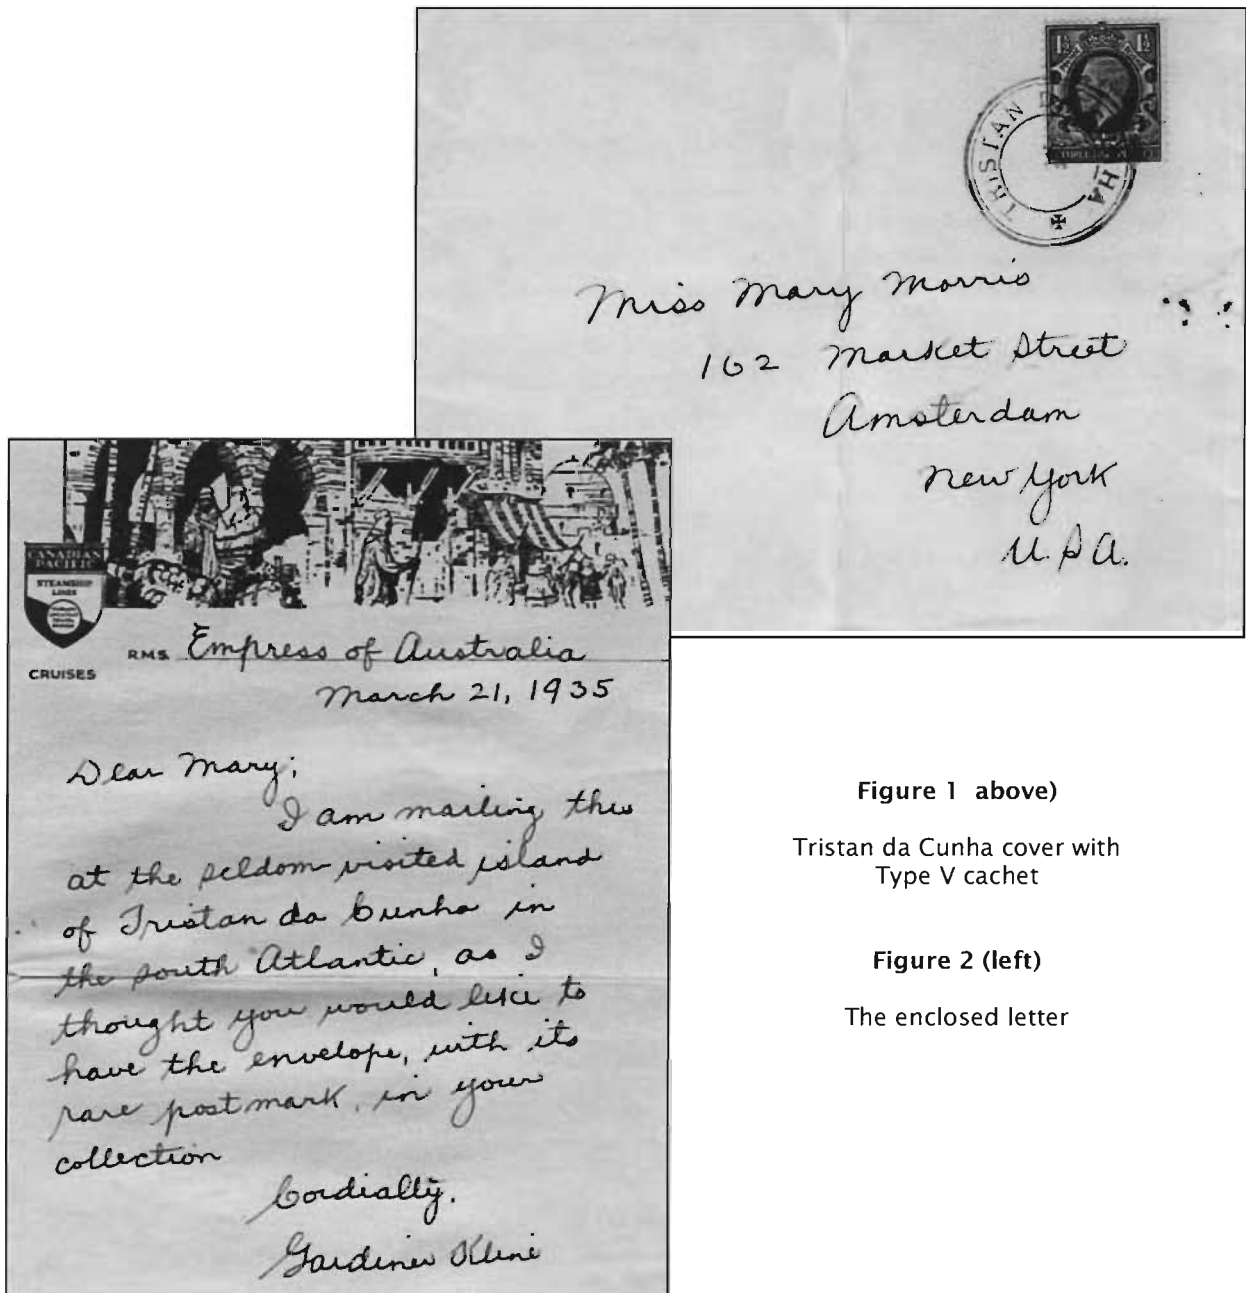 1½ 1½
TRISTAN D HA
Miss Mary Morris
162 Market Street
Amsterdam
New York
U.S.A.
CANADIAN
PACIFIC
STEAMSHIP
LINES
CRUISES
RMS Empress of Australia
March 21, 1935
Dear Mary;
I am mailing this
at the seldom visited island
of Tristan da Cunha in
the South Atlantic, as I
thought you would like to
have the envelope, with its
rare postmark, in your
collection
Cordially,
Gardiner Kline
Figure 1 above)
Tristan da Cunha cover with
Type V cachet
Figure 2 (left)
The enclosed letter